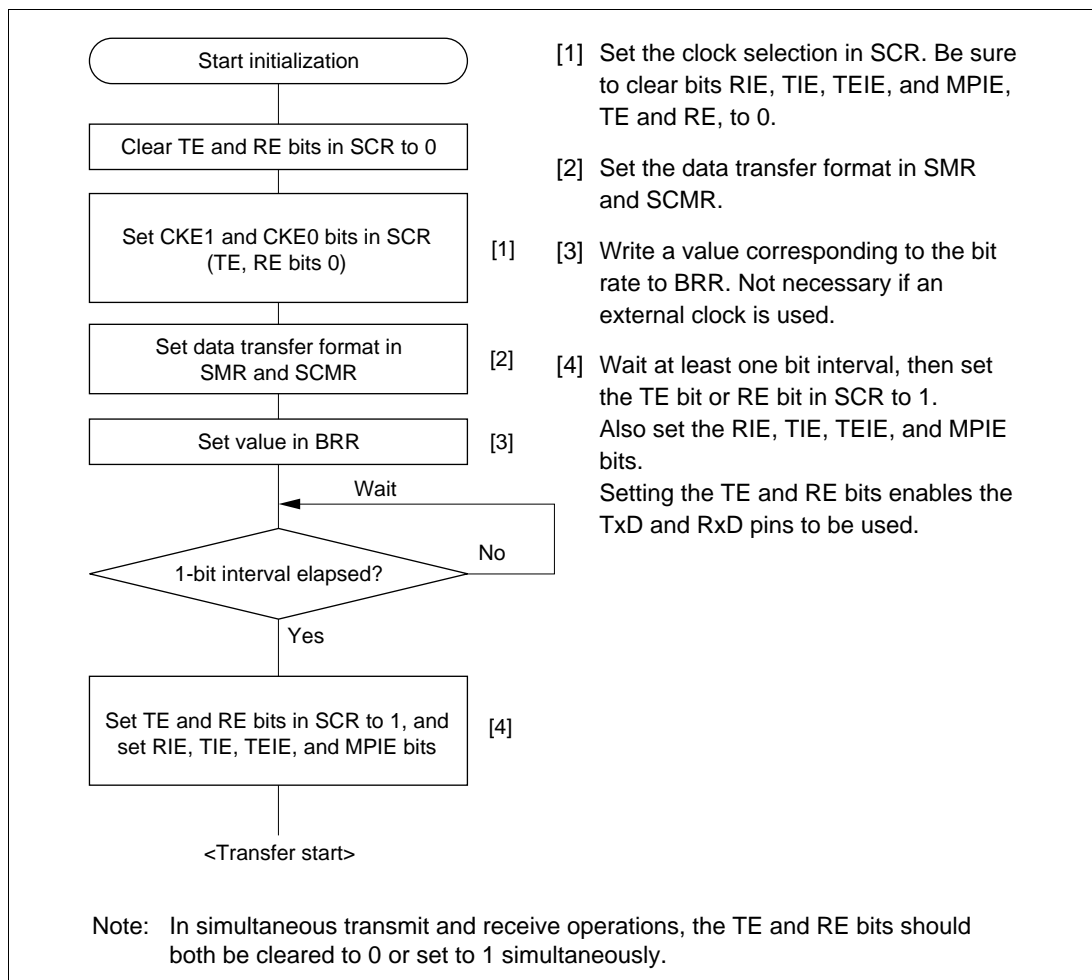 Start initialization
Clear TE and RE bits in SCR to 0
Set CKE1 and CKE0 bits in SCR
(TE, RE bits 0)
[1]
Set data transfer format in
SMR and SCMR
[2]
Set value in BRR
[3]
Wait
No
1-bit interval elapsed?
Yes
Set TE and RE bits in SCR to 1, and
set RIE, TIE, TEIE, and MPIE bits
[4]
<Transfer start>
[1] Set the clock selection in SCR. Be sure
to clear bits RIE, TIE, TEIE, and MPIE,
TE and RE, to 0.
[2] Set the data transfer format in SMR
and SCMR.
[3] Write a value corresponding to the bit
rate to BRR. Not necessary if an
external clock is used.
[4] Wait at least one bit interval, then set
the TE bit or RE bit in SCR to 1.
Also set the RIE, TIE, TEIE, and MPIE
bits.
Setting the TE and RE bits enables the
TxD and RxD pins to be used.
Note: In simultaneous transmit and receive operations, the TE and RE bits should
both be cleared to 0 or set to 1 simultaneously.